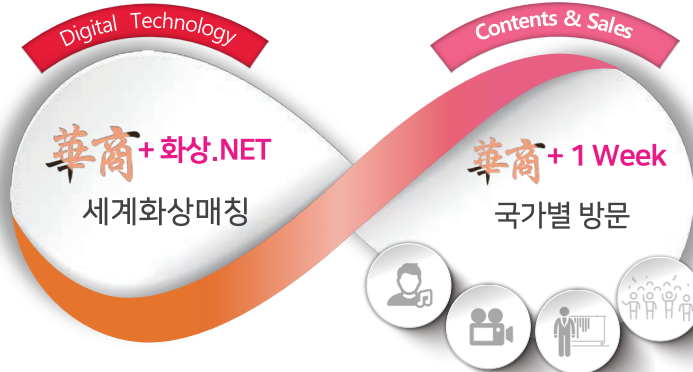 Digital Technology
華商 + 화상.NET
세계화상매칭
Contents & Sales
華商 + 1 Week
국가별 방문